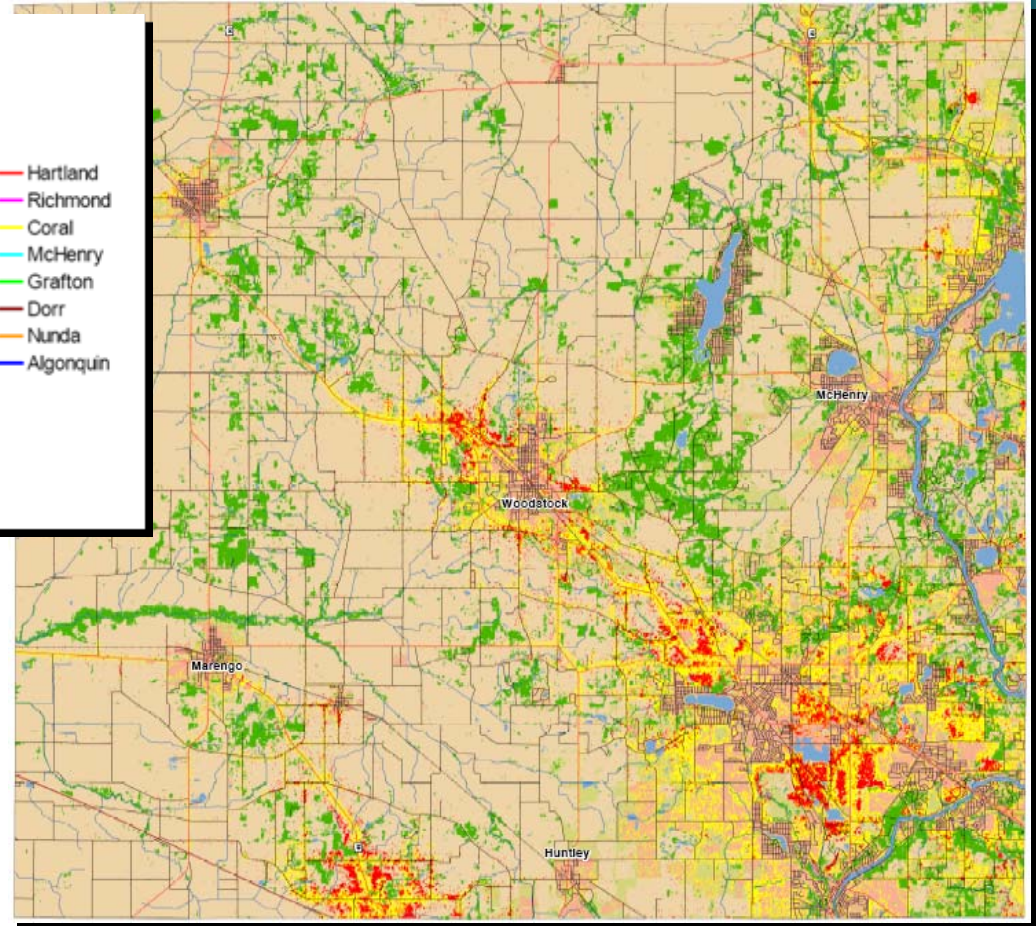 Hartland
Richmond
Coral
McHenry
Grafton
Dorr
Nunda
Algonquin
McHenry
Woodstock
Marengo
Huntley